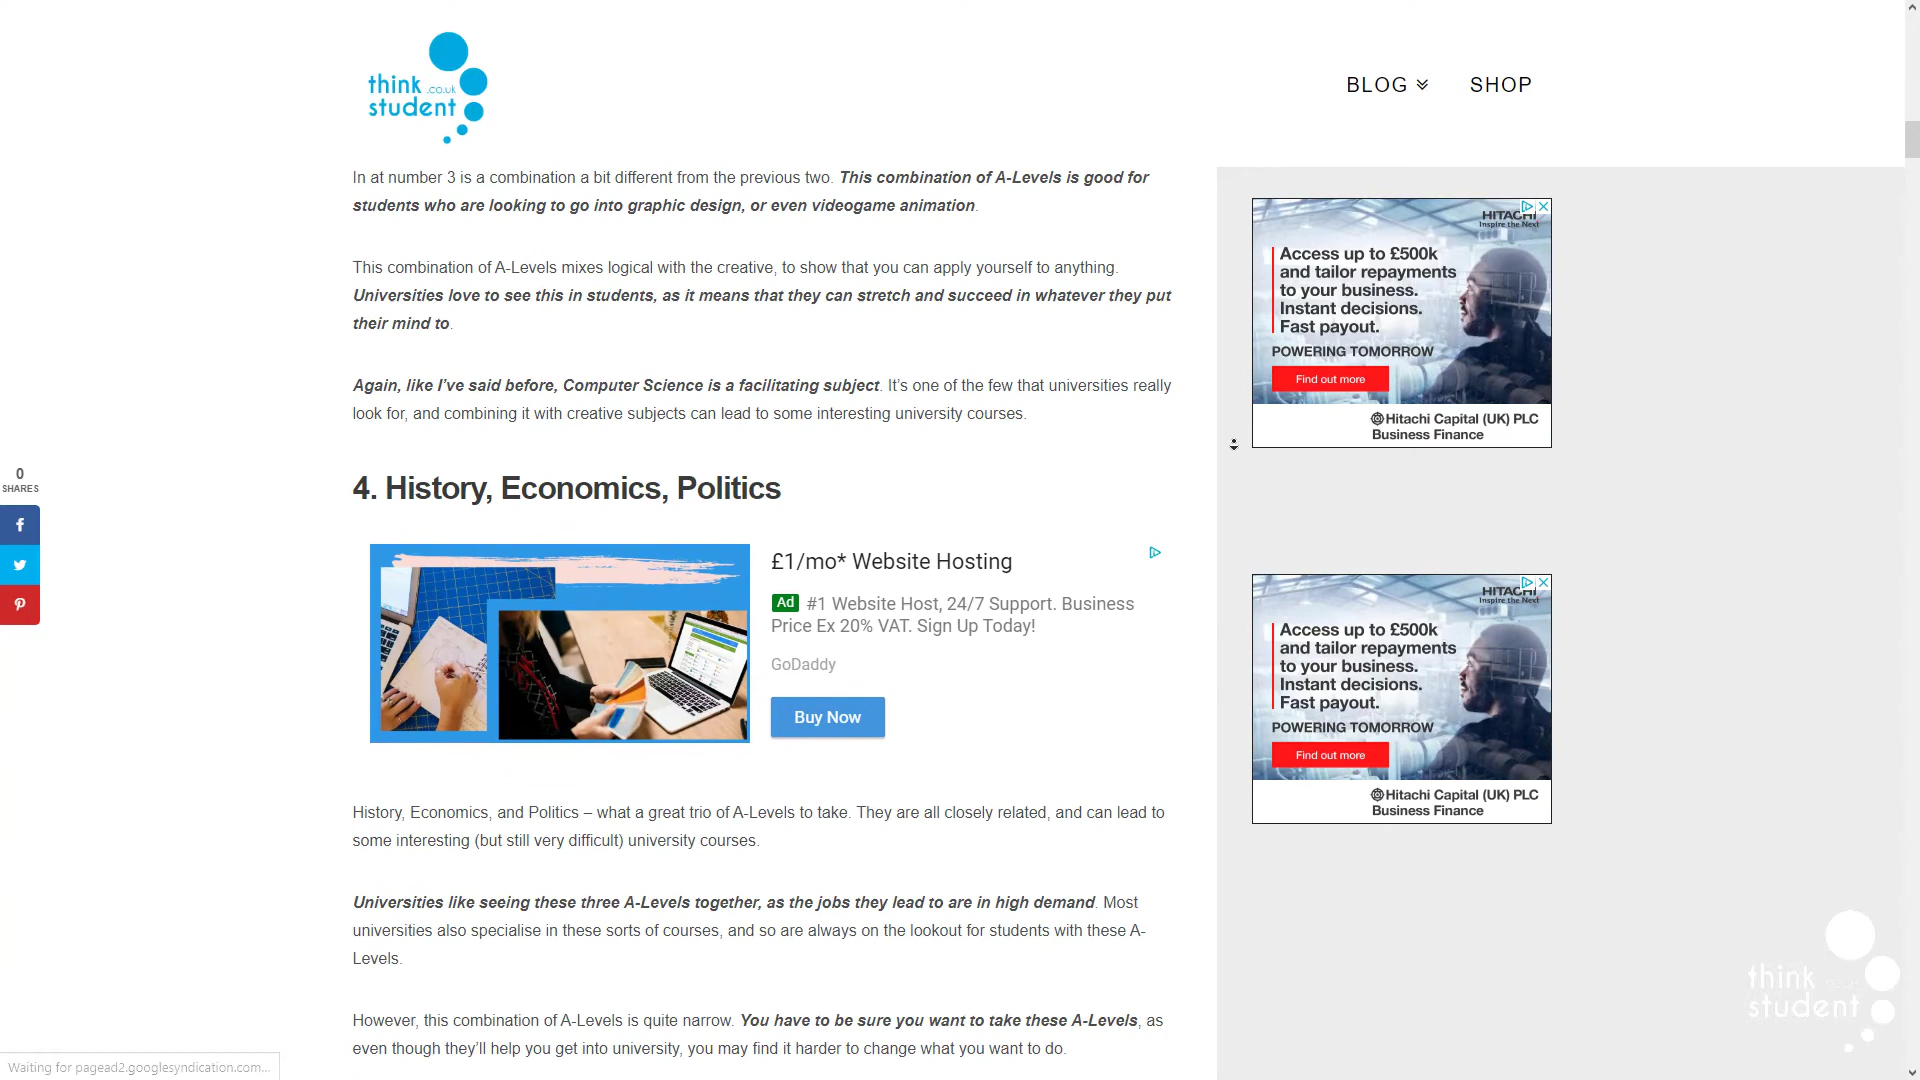 think
.co.uk
student
BLOG
SHOP
In at number 3 is a combination a bit different from the previous two. This combination of A-Levels is good for
students who are looking to go into graphic design, or even videogame animation.
This combination of A-Levels mixes logical with the creative, to show that you can apply yourself to anything.
Universities love to see this in students, as it means that they can stretch and succeed in whatever they put
their mind to.
Again, like I’ve said before, Computer Science is a facilitating subject. It’s one of the few that universities really
look for, and combining it with creative subjects can lead to some interesting university courses.
0
SHARES
4. History, Economics, Politics
£1/mo* Website Hosting
Ad #1 Website Host, 24/7 Support. Business
Price Ex 20% VAT. Sign Up Today!
GoDaddy
Buy Now
History, Economics, and Politics – what a great trio of A-Levels to take. They are all closely related, and can lead to
some interesting (but still very difficult) university courses.
Universities like seeing these three A-Levels together, as the jobs they lead to are in high demand. Most
universities also specialise in these sorts of courses, and so are always on the lookout for students with these A-
Levels.
However, this combination of A-Levels is quite narrow. You have to be sure you want to take these A-Levels, as
even though they’ll help you get into university, you may find it harder to change what you want to do.
HITACHI
Inspire the Next
Access up to £500k
and tailor repayments
to your business.
Instant decisions.
Fast payout.
POWERING TOMORROW
Find out more
Hitachi Capital (UK) PLC
Business Finance
HITACHI
Inspire the Next
Access up to £500k
and tailor repayments
to your business.
Instant decisions.
Fast payout.
POWERING TOMORROW
Find out more
Hitachi Capital (UK) PLC
Business Finance
think
student
Waiting for pagead2.googlesyndication.com...